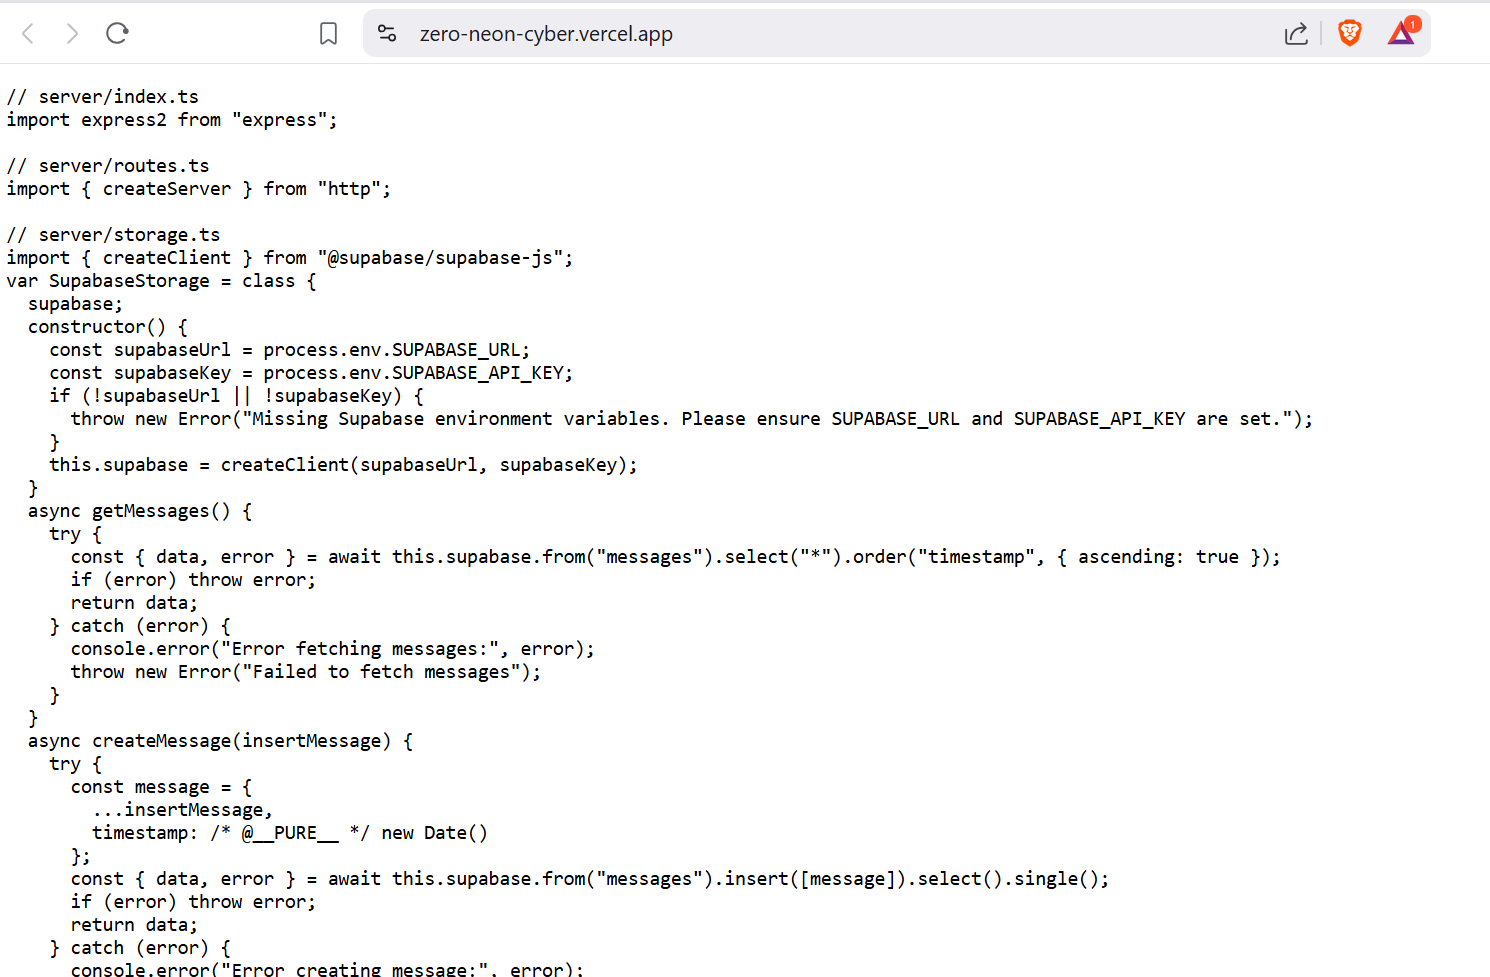 zero-neon-cyber.vercel.app
1
// server/index.ts
import express2 from "express";
// server/routes.ts
import { createServer } from "http";
// server/storage.ts
import { createClient } from "@supabase/supabase-js";
var SupabaseStorage = class {
  supabase;
  constructor() {
    const supabaseUrl = process.env.SUPABASE_URL;
    const supabaseKey = process.env.SUPABASE_API_KEY;
    if (!supabaseUrl || !supabaseKey) {
      throw new Error("Missing Supabase environment variables. Please ensure SUPABASE_URL and SUPABASE_API_KEY are set.");
    }
    this.supabase = createClient(supabaseUrl, supabaseKey);
  }
  async getMessages() {
    try {
      const { data, error } = await this.supabase.from("messages").select("*").order("timestamp", { ascending: true });
      if (error) throw error;
      return data;
    } catch (error) {
      console.error("Error fetching messages:", error);
      throw new Error("Failed to fetch messages");
    }
  }
  async createMessage(insertMessage) {
    try {
      const message = {
        ...insertMessage,
        timestamp: /* @__PURE__ */ new Date()
      };
      const { data, error } = await this.supabase.from("messages").insert([message]).select().single();
      if (error) throw error;
      return data;
    } catch (error) {
      console.error("Error creating message:", error);